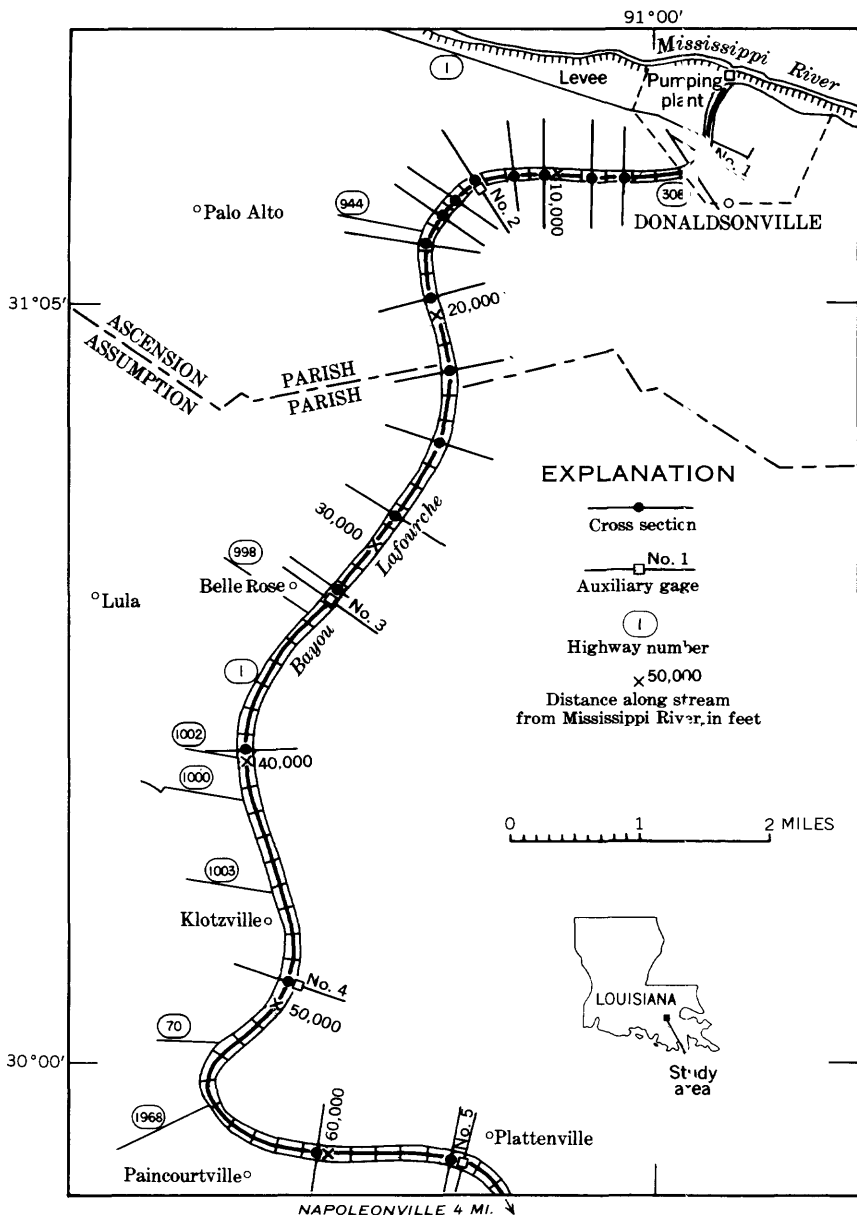 91°00'
Mississippi River
1
Levee
Pumping
plant
No. 1
944
No. 2
10,000
308
Palo Alto
DONALDSONVILLE
31°05'
20,000
ASCENSION
ASSUMPTION
PARISH
PARISH
EXPLANATION
Cross section
No. 1
Auxiliary gage
1
Highway number
50,000
Distance along stream
from Mississippi River, in feet
30,000
Lafourche
998
Belle Rose
Lula
No. 3
Bayou
1
1002
40,000
1000
0 1 2 MILES
1003
Klotzville
No. 4
LOUISIANA
50,000
70
30°00'
Study
area
1968
60,000
No. 5
Plattenville
Paincourtville
NAPOLEONVILLE 4 MI.